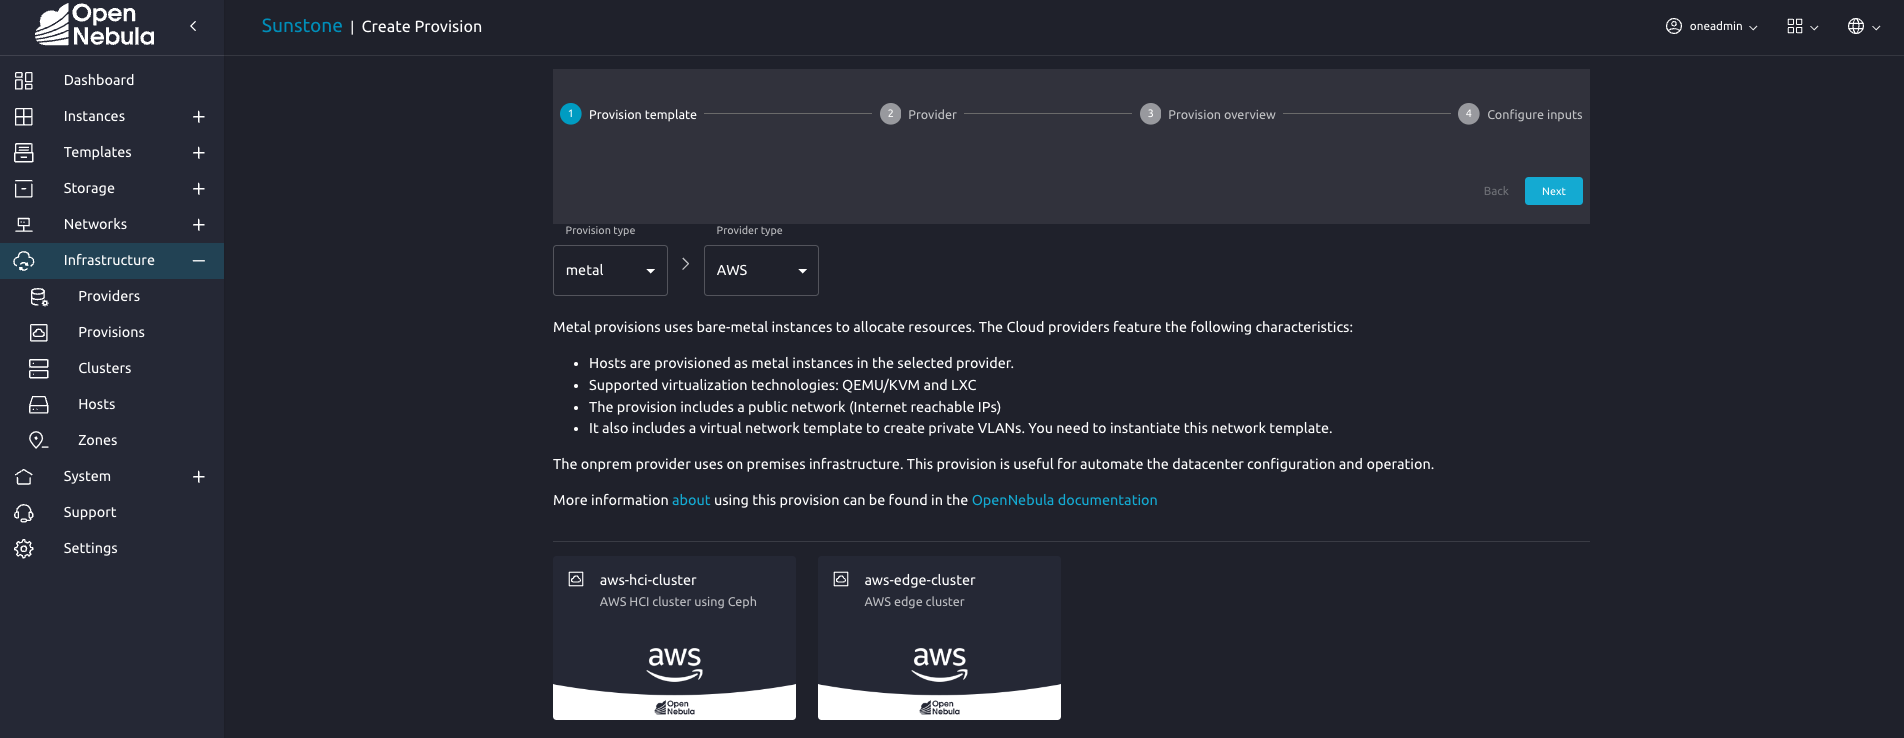 Open
Nebula
Sunstone | Create Provision
oneadmin
Dashboard
Instances
Templates
Storage
Networks
Infrastructure
Providers
Provisions
Clusters
Hosts
Zones
System
Support
Settings
1 Provision template 2 Provider 3 Provision overview 4 Configure inputs
Back Next
Provision type Provider type
metal AWS
Metal provisions uses bare-metal instances to allocate resources. The Cloud providers feature the following characteristics:
• Hosts are provisioned as metal instances in the selected provider.
• Supported virtualization technologies: QEMU/KVM and LXC
• The provision includes a public network (Internet reachable IPs)
• It also includes a virtual network template to create private VLANs. You need to instantiate this network template.
The onprem provider uses on premises infrastructure. This provision is useful for automate the datacenter configuration and operation.
More information about using this provision can be found in the OpenNebula documentation
aws-hci-cluster
AWS HCI cluster using Ceph
aws
Open
Nebula
aws-edge-cluster
AWS edge cluster
aws
Open
Nebula